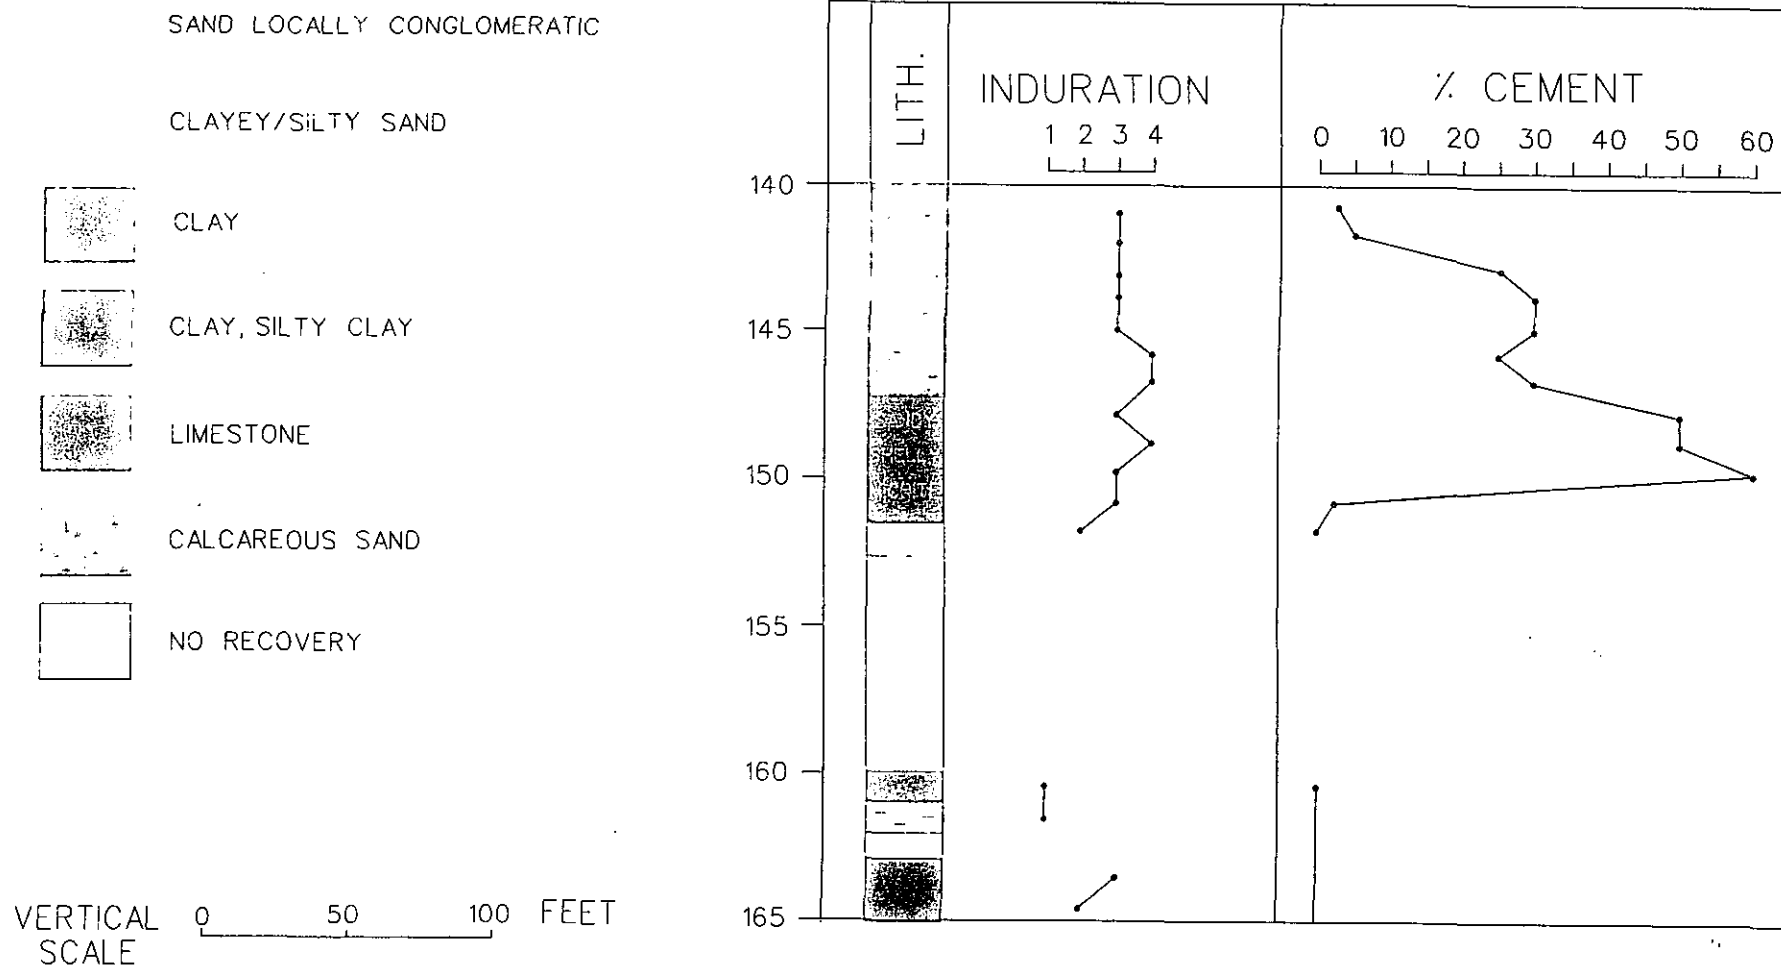 SAND LOCALLY CONGLOMERATIC
CLAYEY/SILTY SAND
CLAY
CLAY, SILTY CLAY
LIMESTONE
CALCAREOUS SAND
NO RECOVERY
VERTICAL SCALE
0 50 100 FEET
LITH.
INDURATION
1 2 3 4
% CEMENT
0 10 20 30 40 50 60
140
145
150
155
160
165